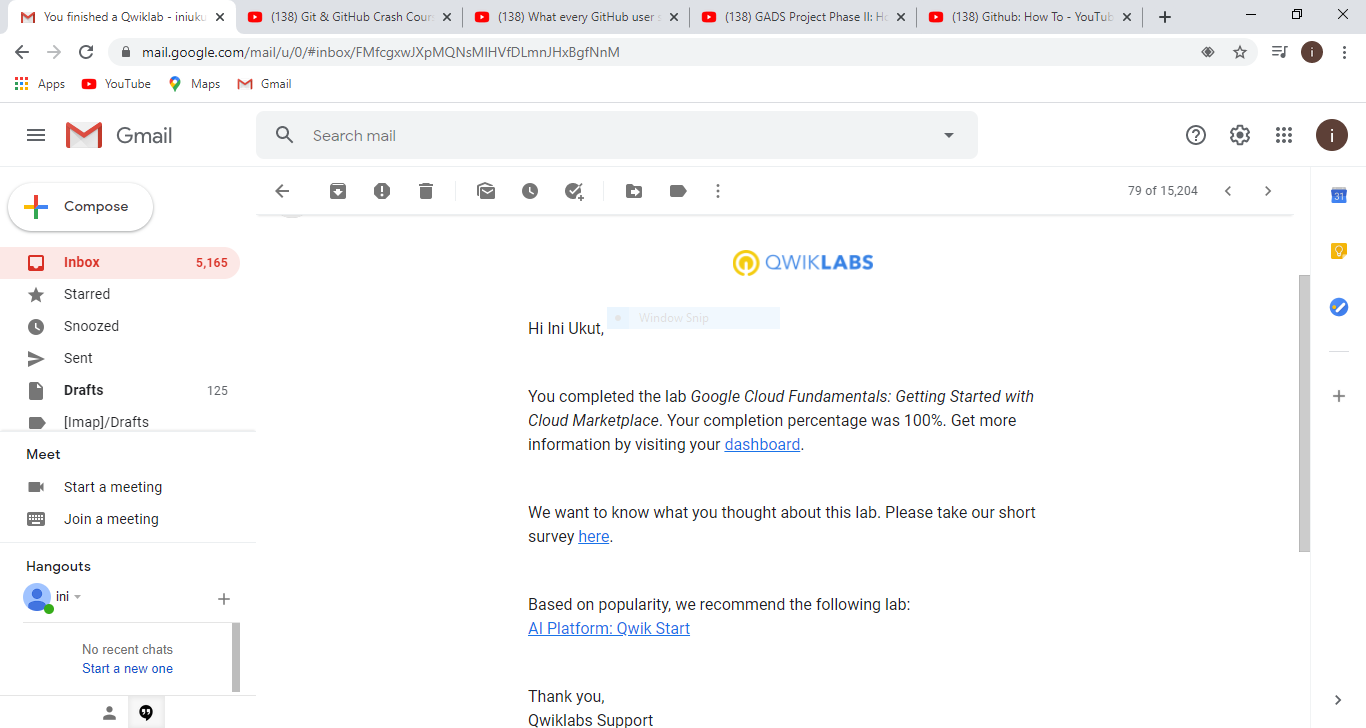 You finished a Qwiklab - iniuku
(138) Git & GitHub Crash Cours
(138) What every GitHub user s
(138) GADS Project Phase II: Ho
(138) Github: How To - YouTub
mail.google.com/mail/u/0/#inbox/FMfcgxwJXpMQNsMlHVfDLmnJHxBgfNnM
i
Apps
YouTube
Maps
Gmail
Gmail
Search mail
i
Compose
79 of 15,204
31
Inbox
5,165
Starred
Snoozed
Sent
Drafts
125
[Imap]/Drafts
Meet
Start a meeting
Join a meeting
Hangouts
ini
No recent chats
Start a new one
QWIKLABS
Window Snip
Hi Ini Ukut,
You completed the lab Google Cloud Fundamentals: Getting Started with
Cloud Marketplace. Your completion percentage was 100%. Get more
information by visiting your dashboard.
We want to know what you thought about this lab. Please take our short
survey here.
Based on popularity, we recommend the following lab:
AI Platform: Qwik Start
Thank you,
Qwiklabs Support